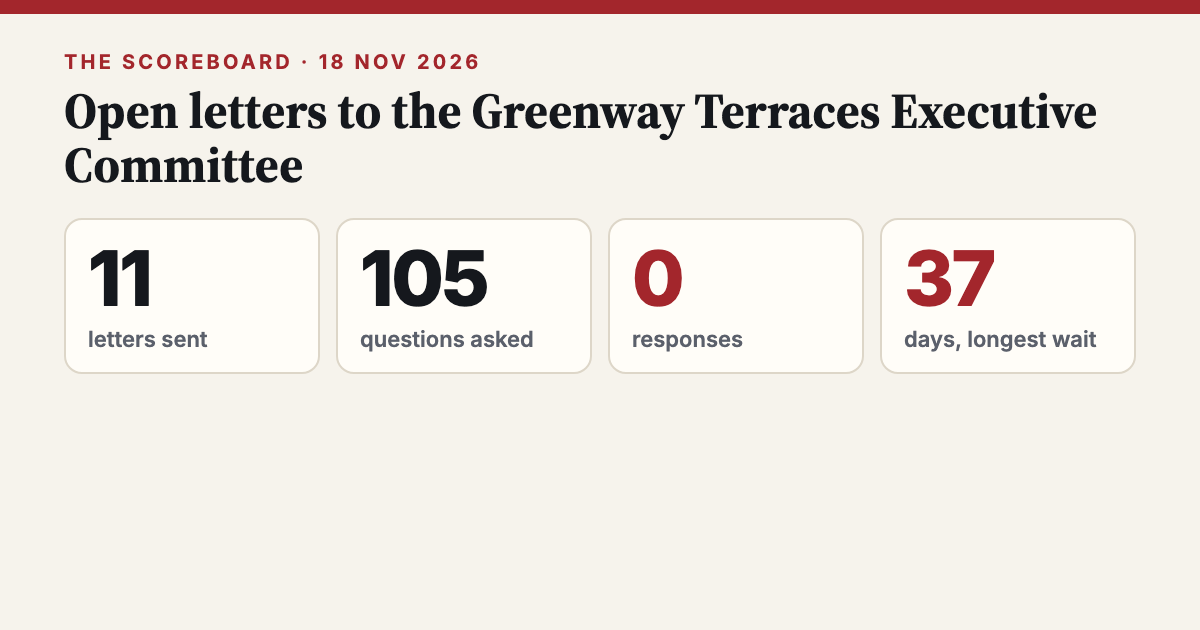 THE SCOREBOARD · 18 NOV 2026
Open letters to the Greenway Terraces Executive
Committee
11
letters sent
105
questions asked
0
responses
37
days, longest wait